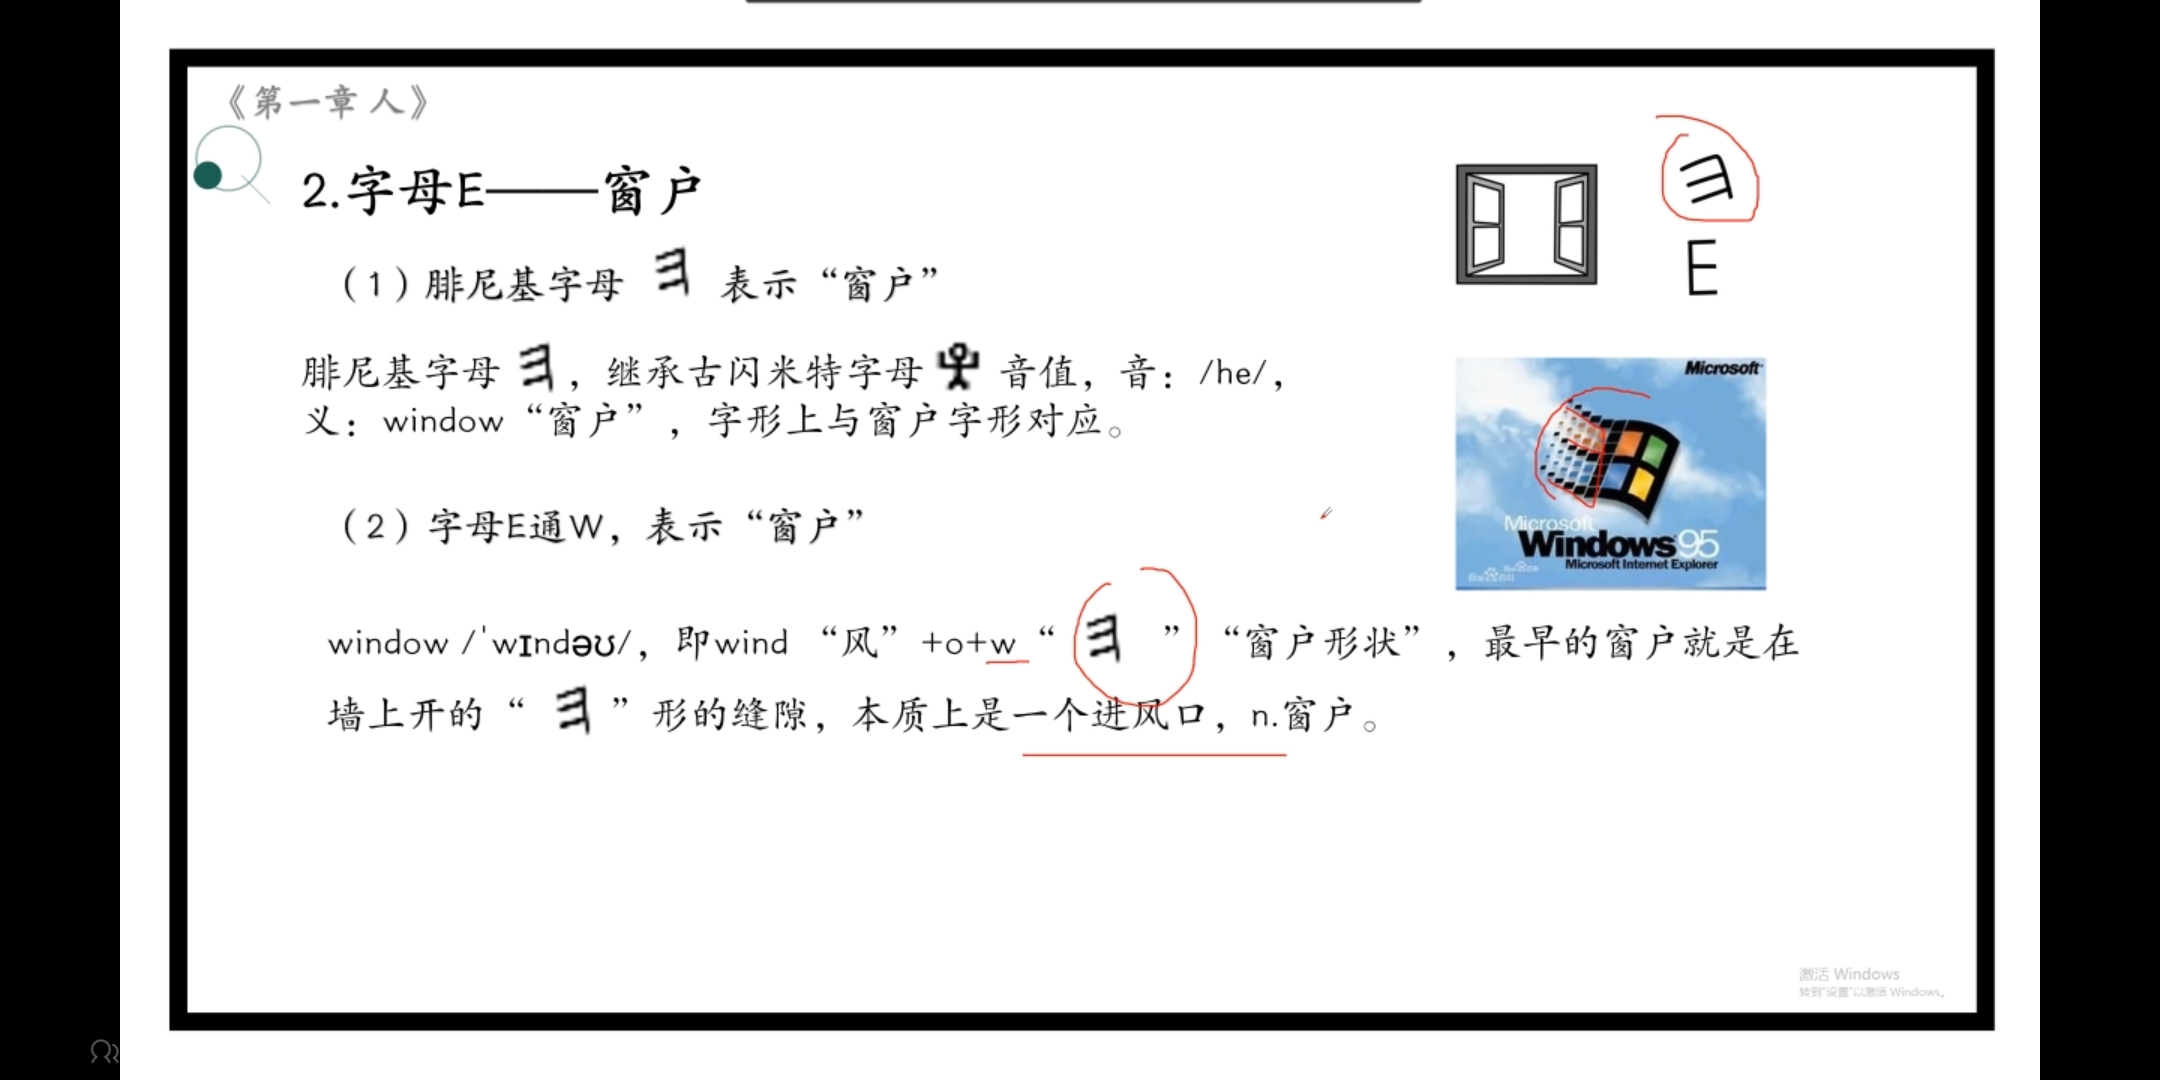 《第一章 人》
2.字母E——窗户
（1）腓尼基字母 𐤄 表示“窗户”
腓尼基字母 𐤄，继承古闪米特字母 音值，音：/he/，
义：window“窗户”，字形上与窗户字形对应。
（2）字母E通W，表示“窗户”
window /ˈwɪndəʊ/，即wind “风”+o+w“ 𐤄 ”“窗户形状”，最早的窗户就是在
墙上开的“ 𐤄 ”形的缝隙，本质上是一个进风口，n.窗户。
𐤄
E
Microsoft
Microsoft
Windows 95
Microsoft Internet Explorer
激活 Windows
转到“设置”以激活 Windows。